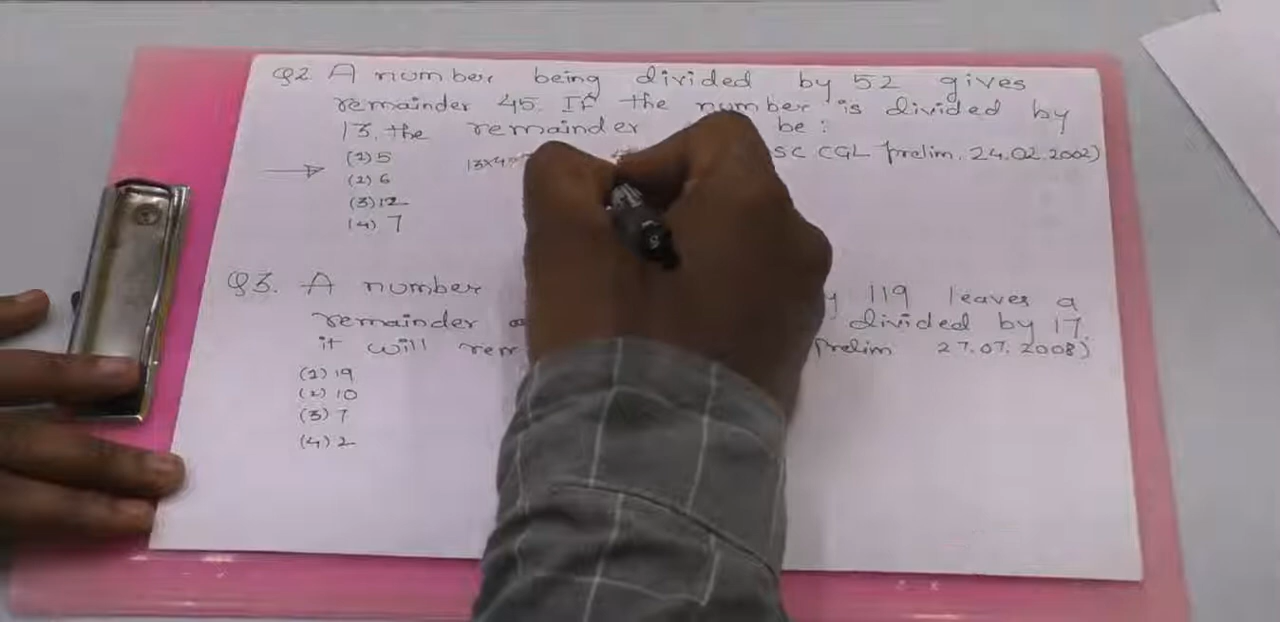 Q2. A number being divided by 52 gives
remainder 45. If the number is divided by
13, the remainder be :
SC CGL prelim. 24.02.2002)
(1) 5
13×4
(2) 6
(3) 12
(4) 7
Q3. A number y 119 leaves a
remainder divided by 17.
it will rem prelim 27.07.2008)
(1) 19
(2) 10
(3) 7
(4) 2